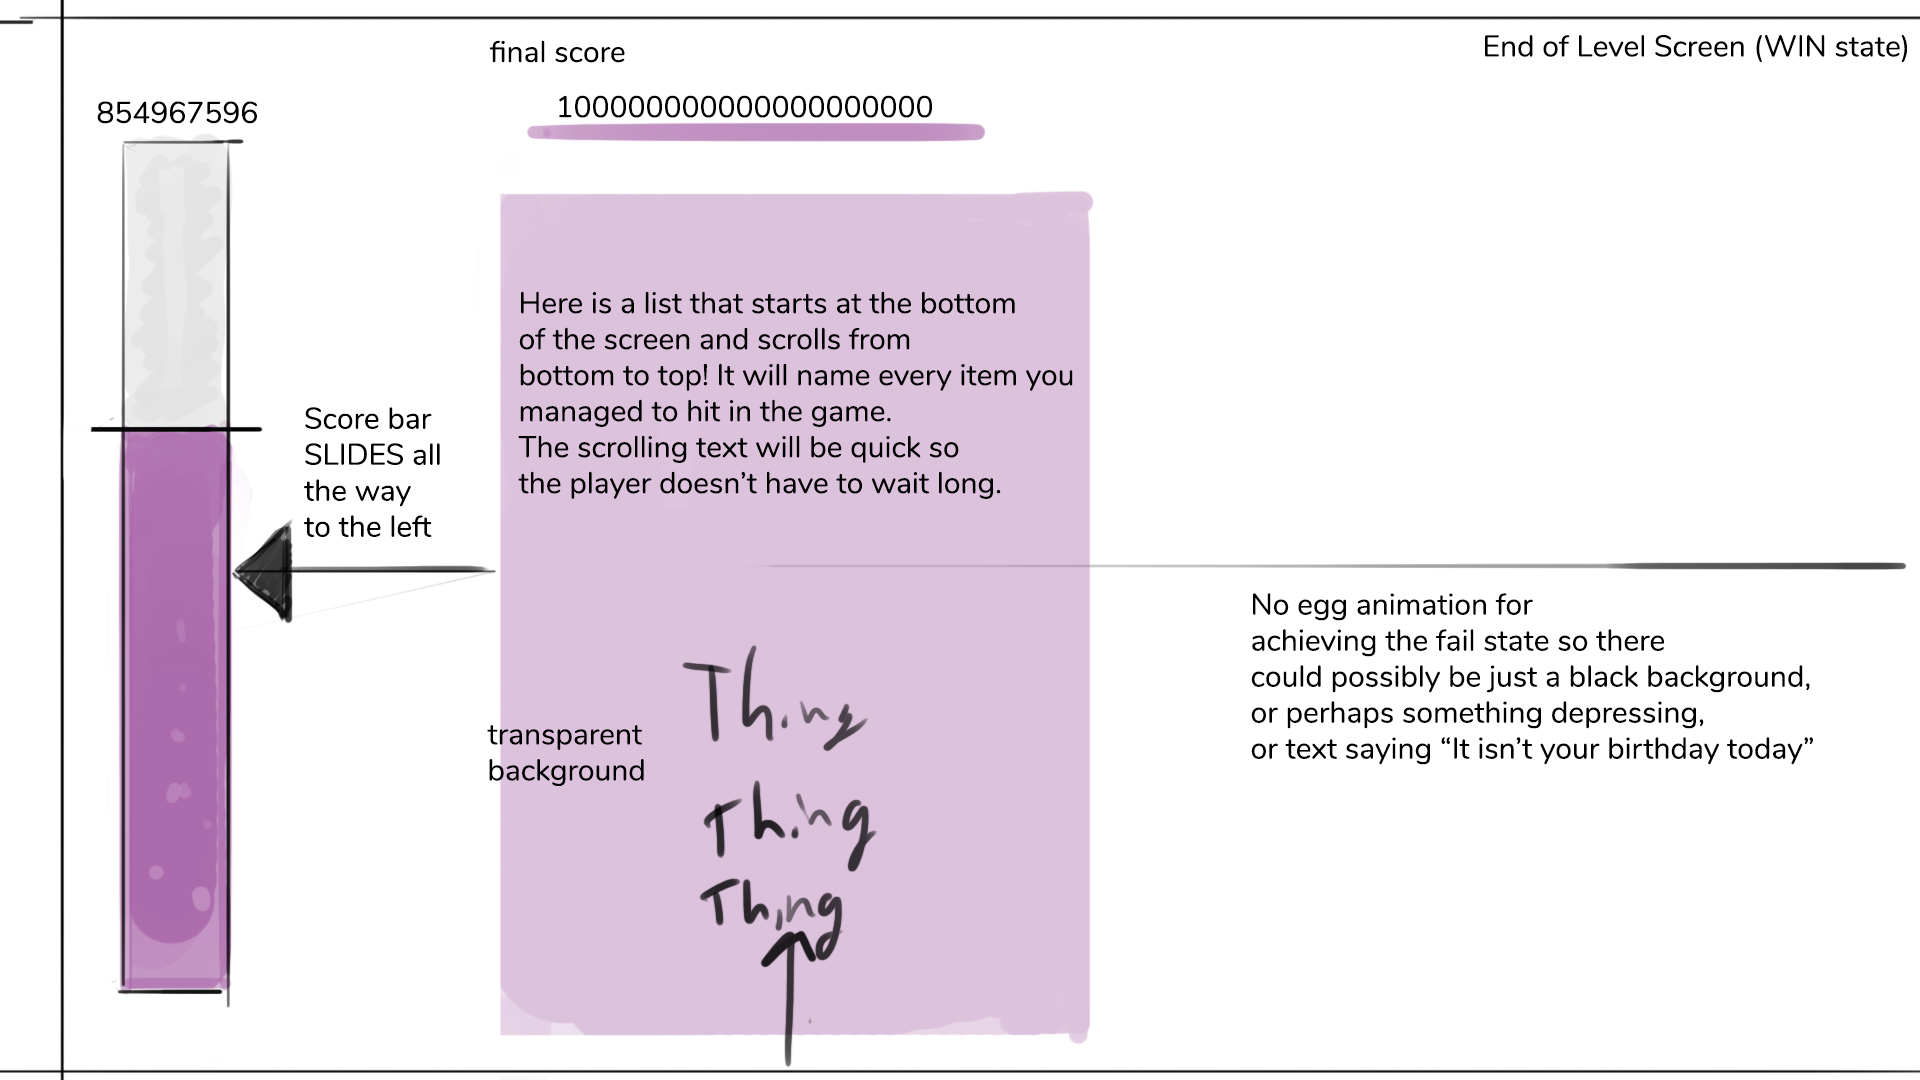 End of Level Screen (WIN state)
final score
854967596
100000000000000000000
Here is a list that starts at the bottom
of the screen and scrolls from
bottom to top! It will name every item you
managed to hit in the game.
The scrolling text will be quick so
the player doesn’t have to wait long.
Score bar
SLIDES all
the way
to the left
No egg animation for
achieving the fail state so there
could possibly be just a black background,
or perhaps something depressing,
or text saying “It isn’t your birthday today”
transparent
background
Thing
Thing
Thing